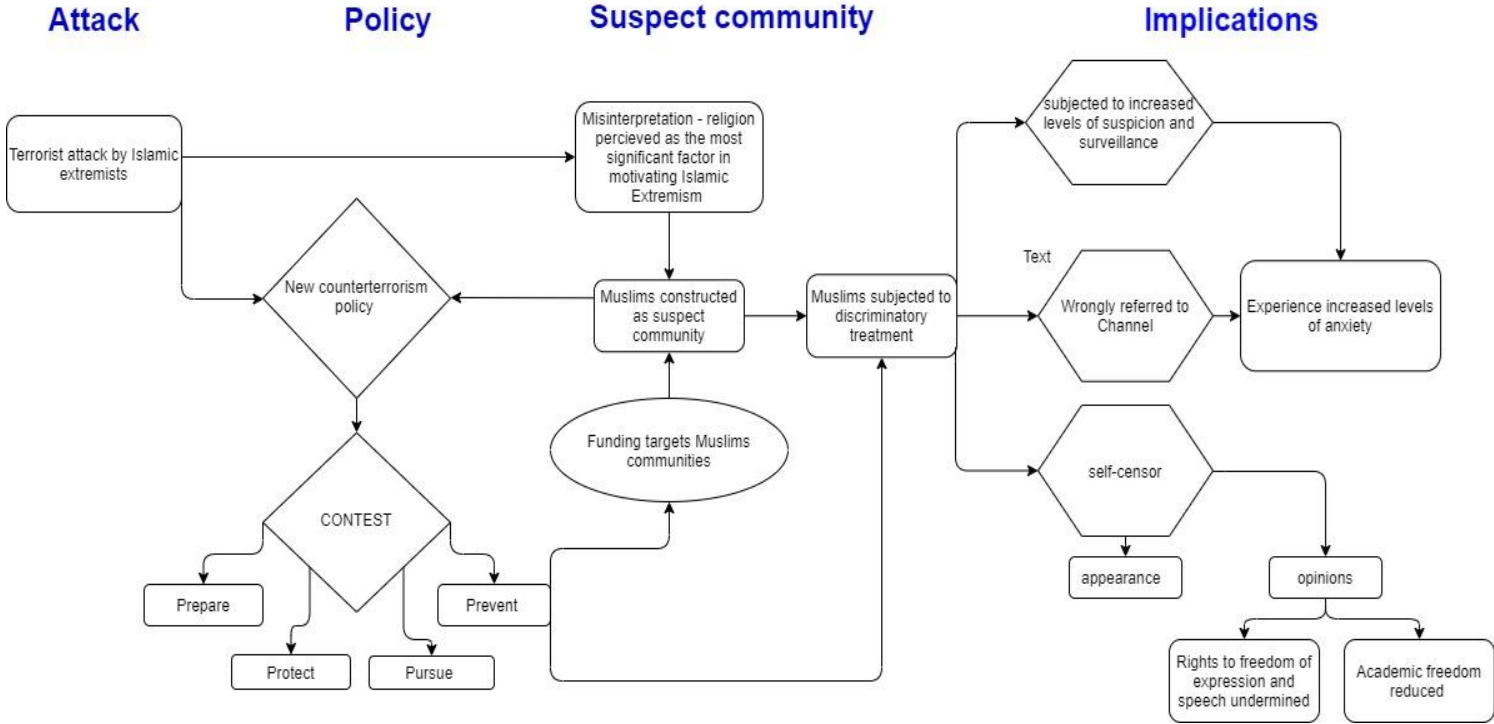 Attack
Policy
Suspect community
Implications
Terrorist attack by Islamic
extremists
Misinterpretation - religion
percieved as the most
significant factor in
motivating Islamic
Extremism
subjected to increased
levels of suspicion and
surveillance
New counterterrorism
policy
Muslims constructed
as suspect
community
Muslims subjected to
discriminatory
treatment
Text
Wrongly referred to
Channel
Experience increased levels
of anxiety
Funding targets Muslims
communities
self-censor
CONTEST
Prepare
Prevent
Protect
Pursue
appearance
opinions
Rights to freedom of
expression and
speech undermined
Academic freedom
reduced